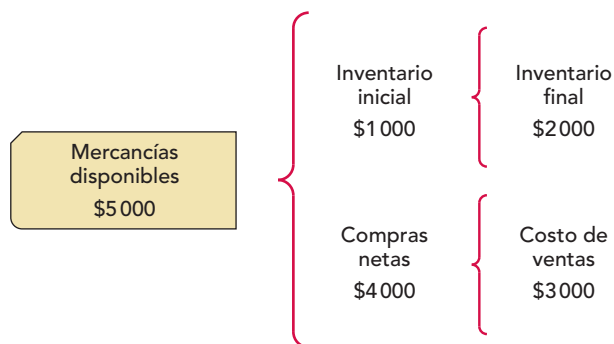 Mercancías
disponibles
$5 000
Inventario
inicial
$1 000
Compras
netas
$4 000
Inventario
final
$2 000
Costo de
ventas
$3 000